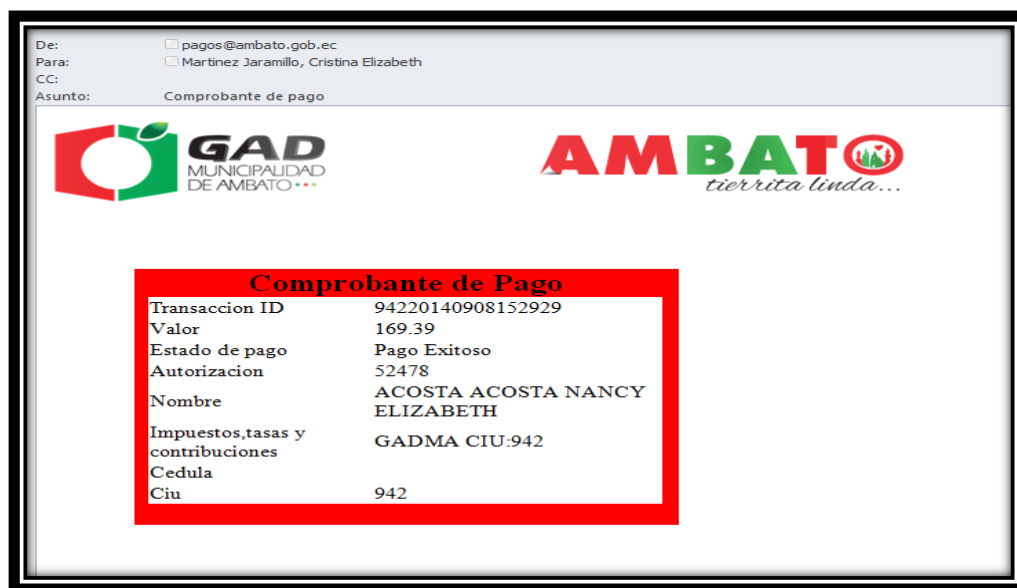 De: pagos@ambato.gob.ec
Para: Martinez Jaramillo, Cristina Elizabeth
CC:
Asunto: Comprobante de pago
GAD
MUNICIPALIDAD
DE AMBATO
AMBATO
tierrita linda...
Comprobante de Pago
Transaccion ID 94220140908152929
Valor 169.39
Estado de pago Pago Exitoso
Autorizacion 52478
Nombre ACOSTA ACOSTA NANCY
ELIZABETH
Impuestos,tasas y
contribuciones GADMA CIU:942
Cedula
Ciu 942